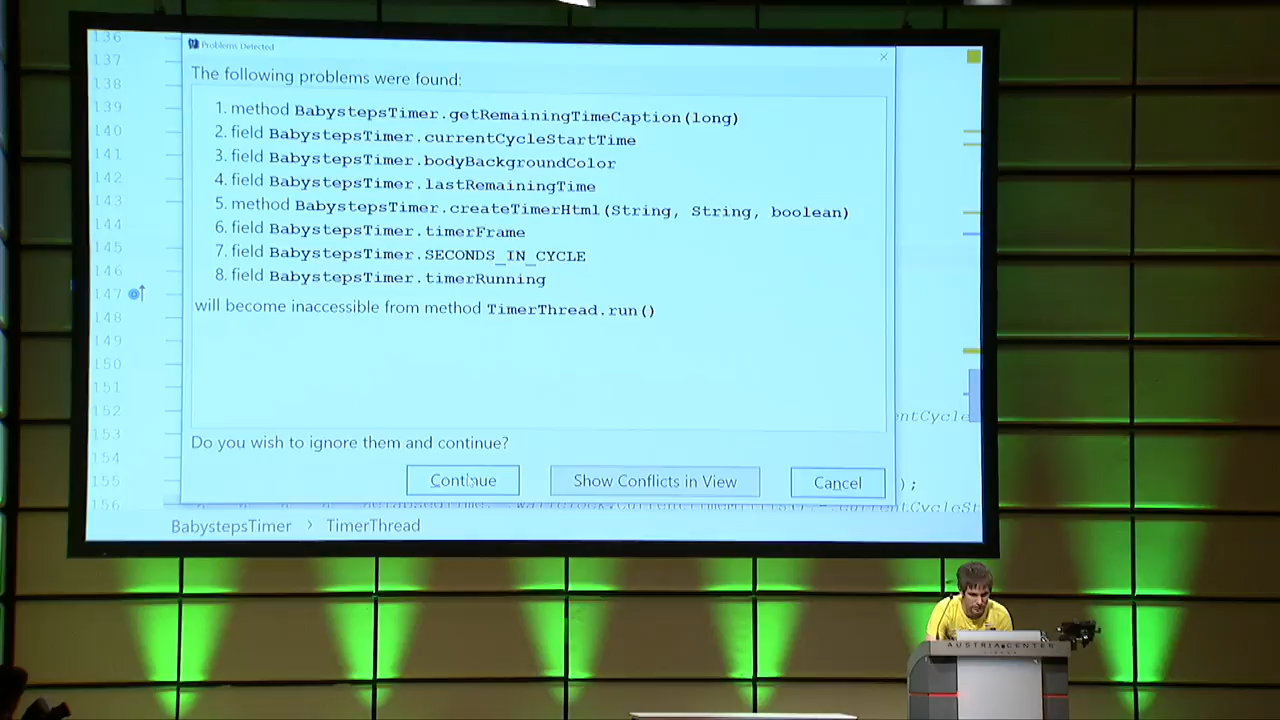 136
Problems Detected
137
The following problems were found:
138
139
1. method BabystepsTimer.getRemainingTimeCaption(long)
140
2. field BabystepsTimer.currentCycleStartTime
141
3. field BabystepsTimer.bodyBackgroundColor
142
4. field BabystepsTimer.lastRemainingTime
143
5. method BabystepsTimer.createTimerHtml(String, String, boolean)
144
6. field BabystepsTimer.timerFrame
145
7. field BabystepsTimer.SECONDS_IN_CYCLE
146
8. field BabystepsTimer.timerRunning
147
will become inaccessible from method TimerThread.run()
148
149
150
151
152
153
Do you wish to ignore them and continue?
154
155
Continue
Show Conflicts in View
Cancel
);
156
BabystepsTimer > TimerThread
AUSTRIA CENTER